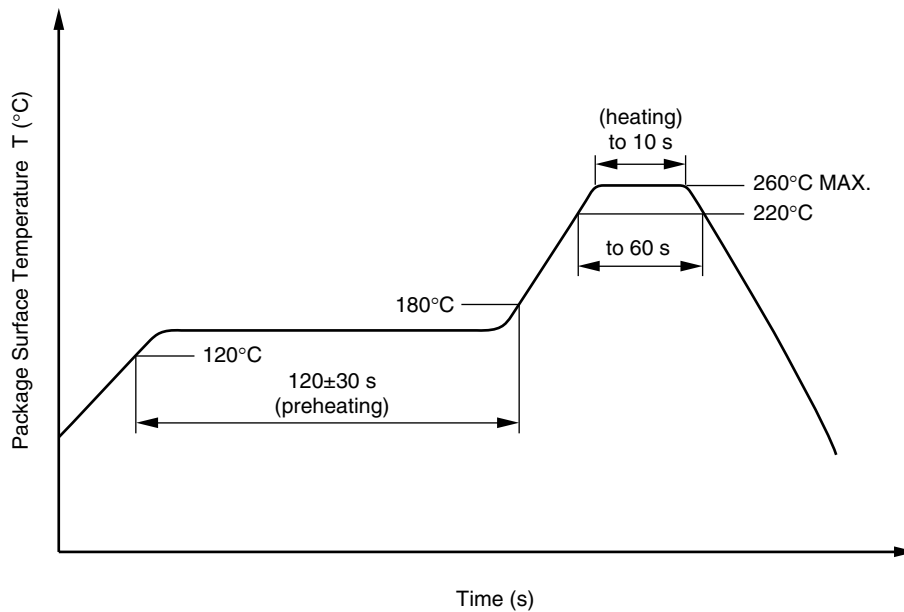 Package Surface Temperature T (°C)
(heating)
to 10 s
260°C MAX.
220°C
to 60 s
180°C
120°C
120±30 s
(preheating)
Time (s)